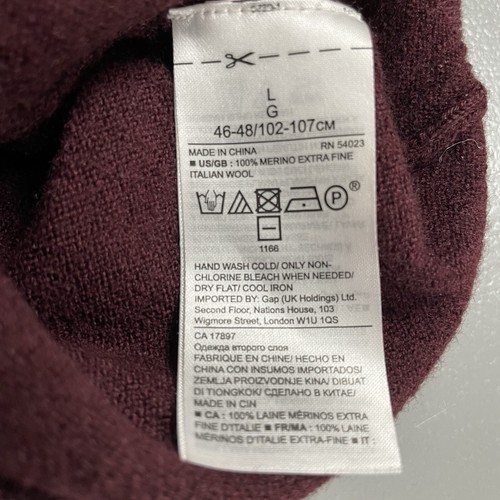 L
G
46-48/102-107CM
MADE IN CHINA RN 54023
■ US/GB : 100% MERINO EXTRA FINE
ITALIAN WOOL
P®
1166
HAND WASH COLD/ ONLY NON-
CHLORINE BLEACH WHEN NEEDED/
DRY FLAT/ COOL IRON
IMPORTED BY: Gap (UK Holdings) Ltd.
Second Floor, Nations House, 103
Wigmore Street, London W1U 1QS
CA 17897
Одежда второго слоя
FABRIQUE EN CHINE/ HECHO EN
CHINA CON INSUMOS IMPORTADOS/
ZEMLJA PROIZVODNJE KINA/ DIBUAT
DI TIONGKOK/ СДЕЛАНО В КИТАЕ/
MADE IN CIN
■ CA : 100% LAINE MÉRINOS EXTRA
FINE D'ITALIE ■ FR/MA : 100% LAINE
MÉRINOS D'ITALIE EXTRA-FINE ■ IT :